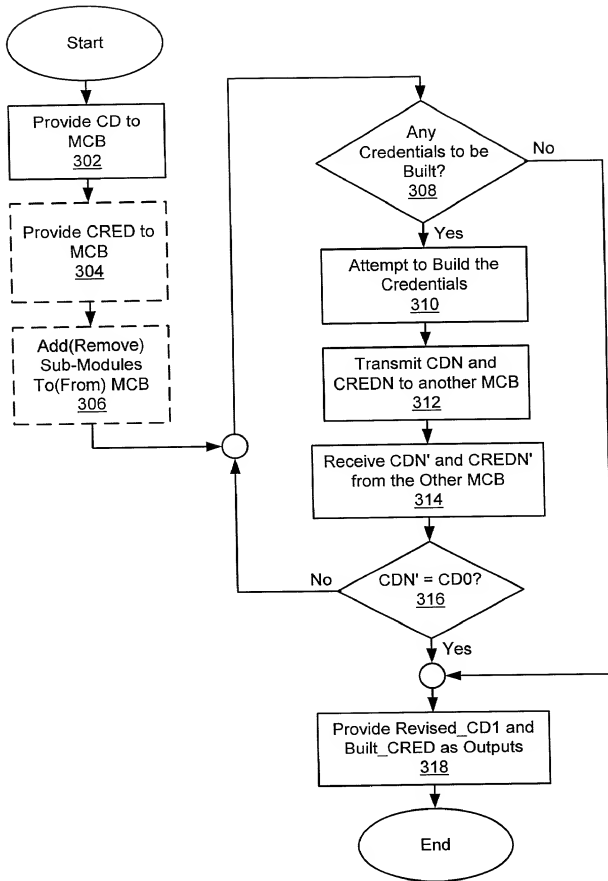 Start
Provide CD to
MCB
302
Provide CRED to
MCB
304
Add(Remove)
Sub-Modules
To(From) MCB
306
Any
Credentials to be
Built?
308
No
Yes
Attempt to Build the
Credentials
310
Transmit CDN and
CREDN to another MCB
312
Receive CDN' and CREDN'
from the Other MCB
314
No
CDN' = CD0?
316
Yes
Provide Revised_CD1 and
Built_CRED as Outputs
318
End